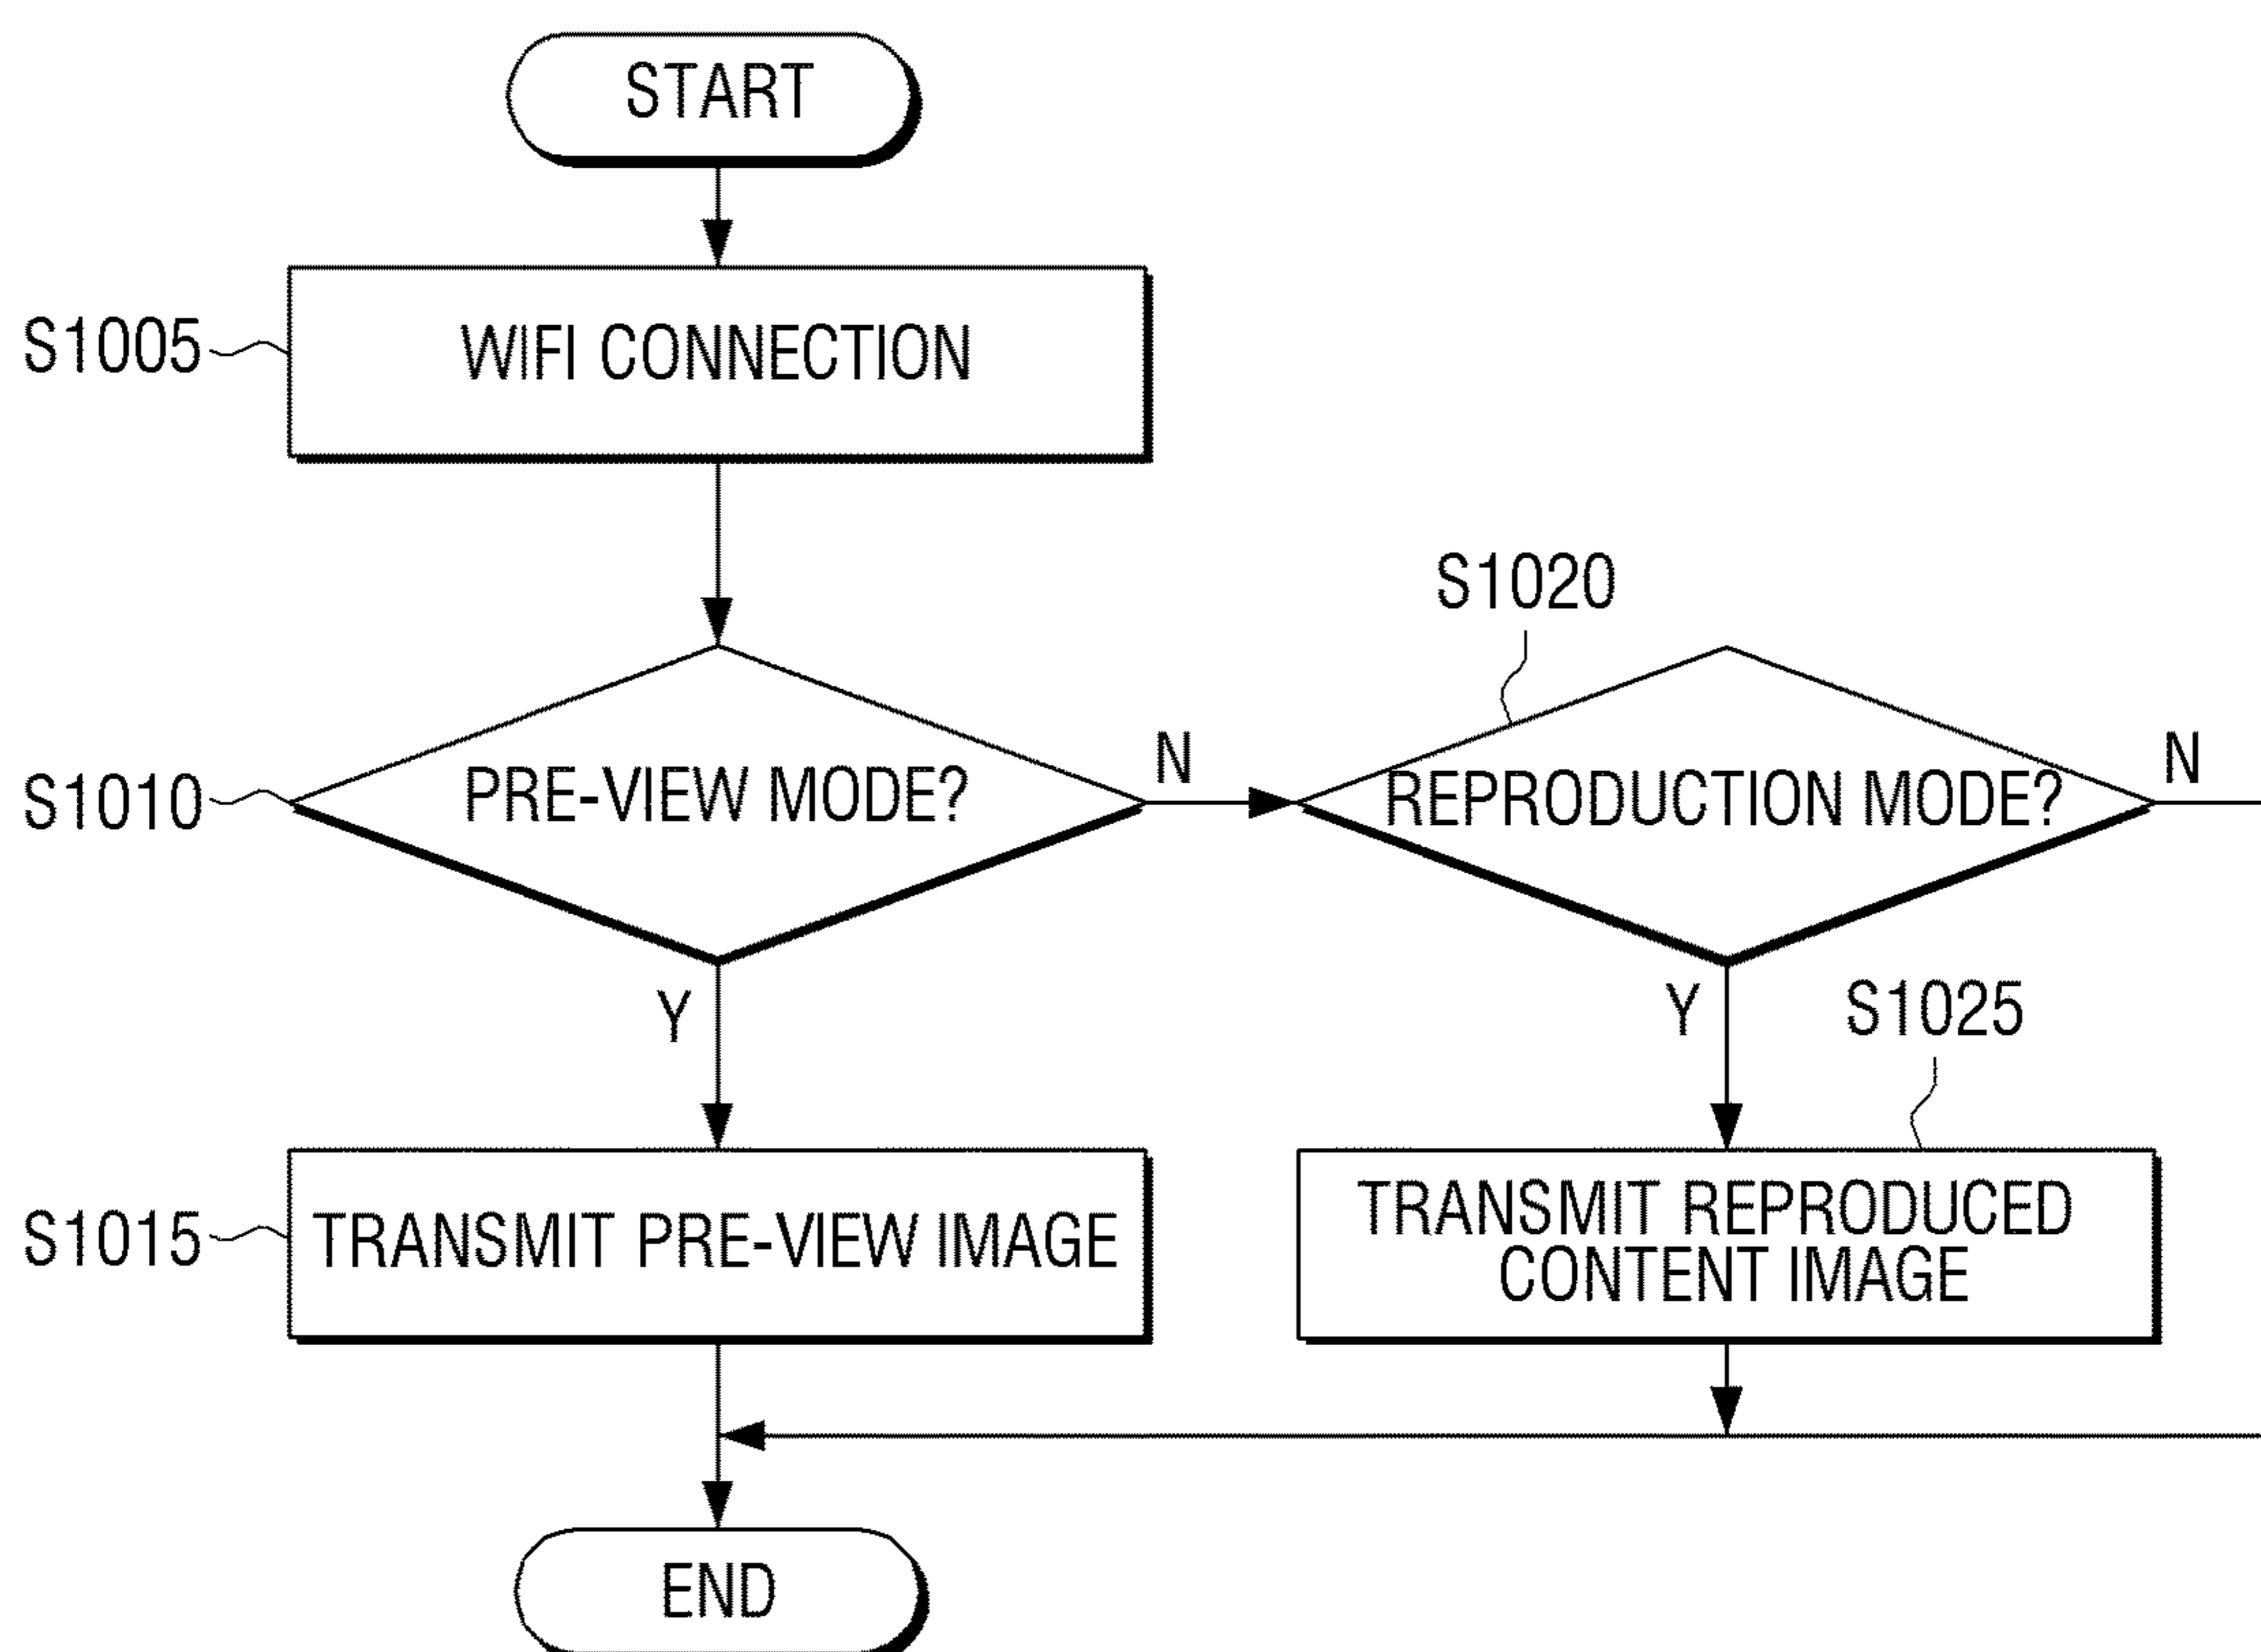 START
S1005
WIFI CONNECTION
S1010
PRE-VIEW MODE?
N
S1020
REPRODUCTION MODE?
N
Y
S1015
TRANSMIT PRE-VIEW IMAGE
Y
S1025
TRANSMIT REPRODUCED
CONTENT IMAGE
END